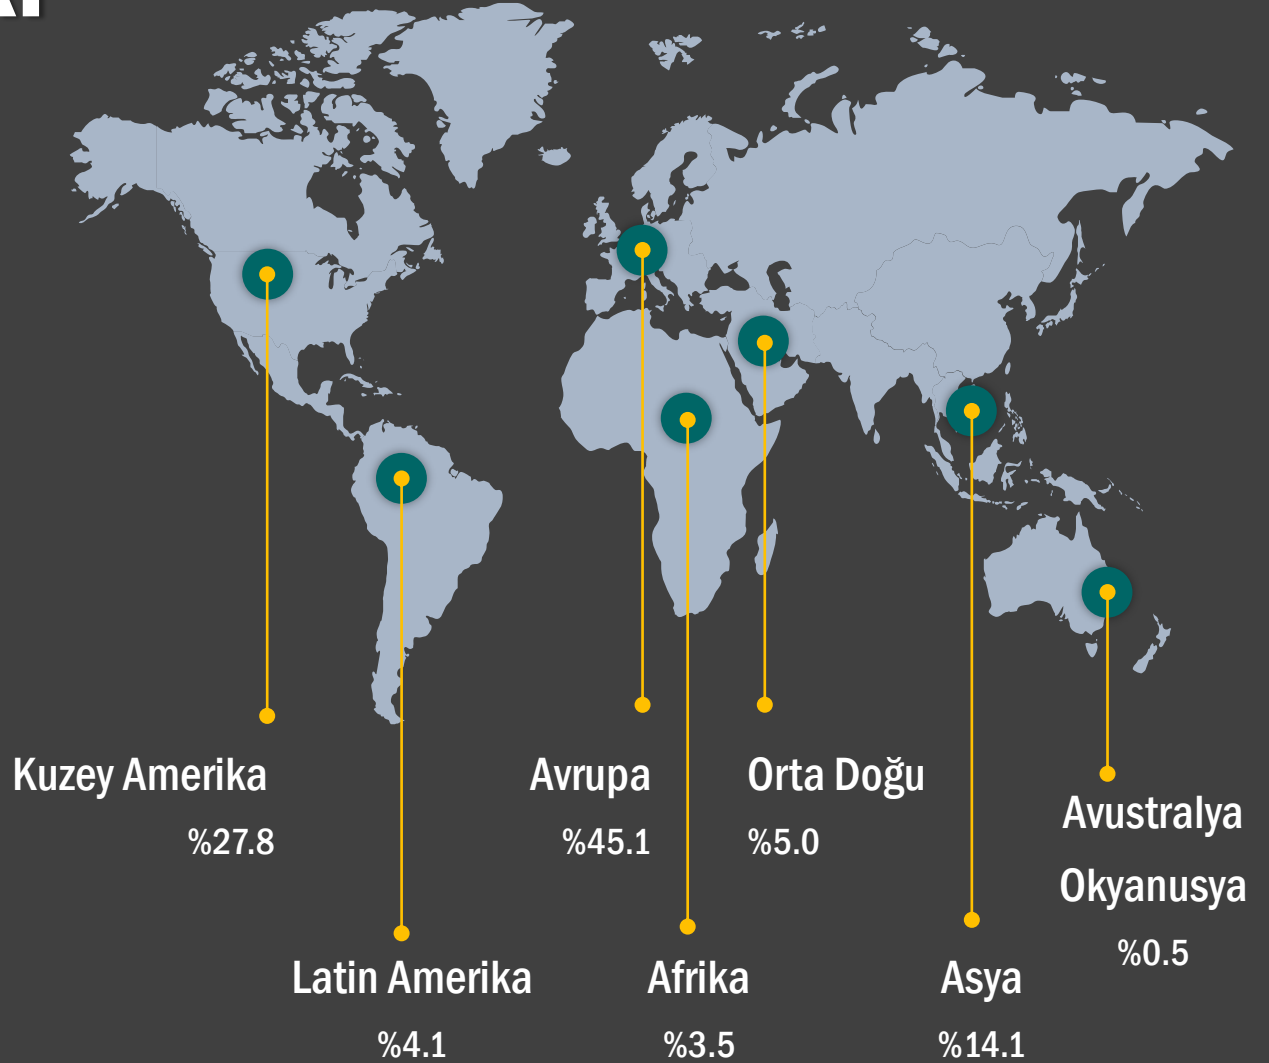 Kuzey Amerika
%27.8
Latin Amerika
%4.1
Avrupa
%45.1
Afrika
%3.5
Orta Doğu
%5.0
Asya
%14.1
Avustralya
Okyanusya
%0.5